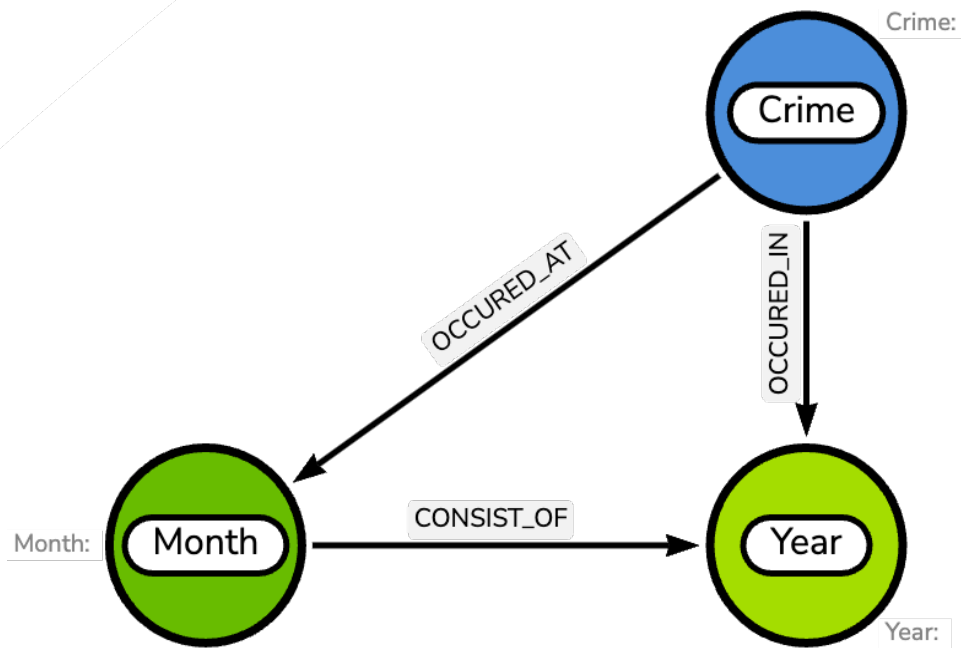 Crime:
Crime
OCCURED_AT
OCCURED_IN
CONSIST_OF
Month:
Month
Year
Year: